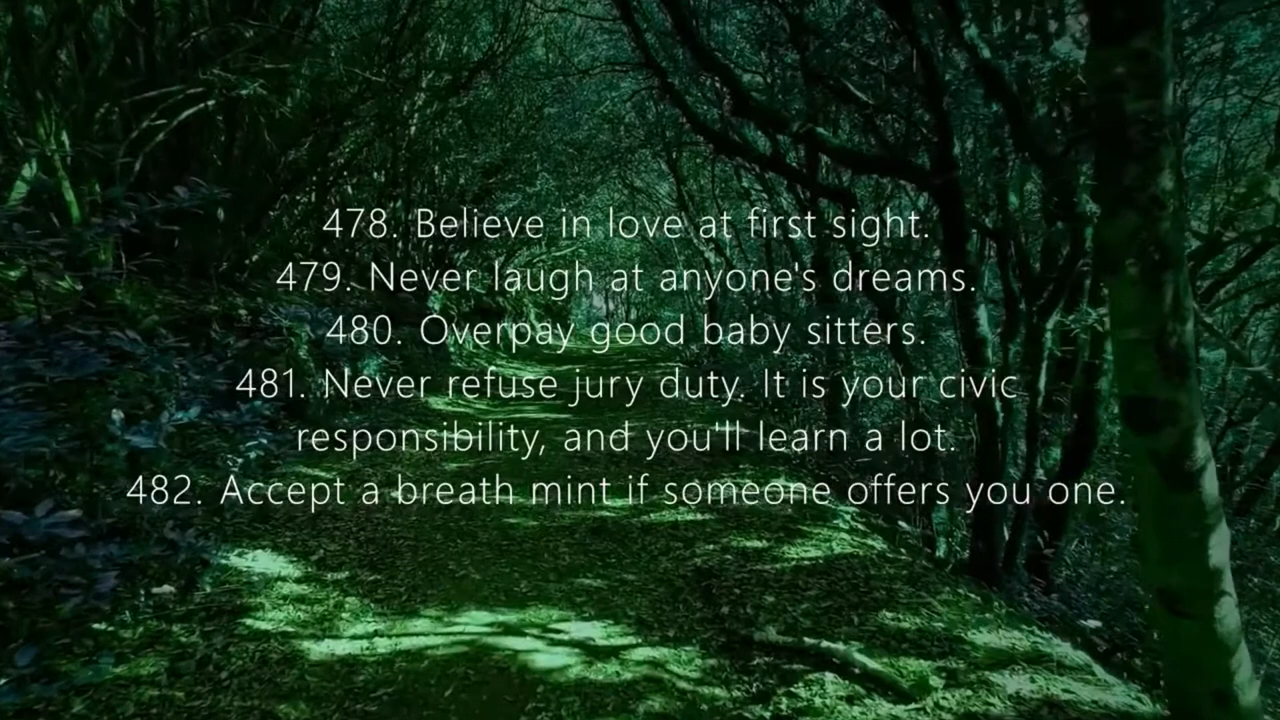 478. Believe in love at first sight.
479. Never laugh at anyone's dreams.
480. Overpay good baby sitters.
481. Never refuse jury duty. It is your civic
responsibility, and you'll learn a lot.
482. Accept a breath mint if someone offers you one.